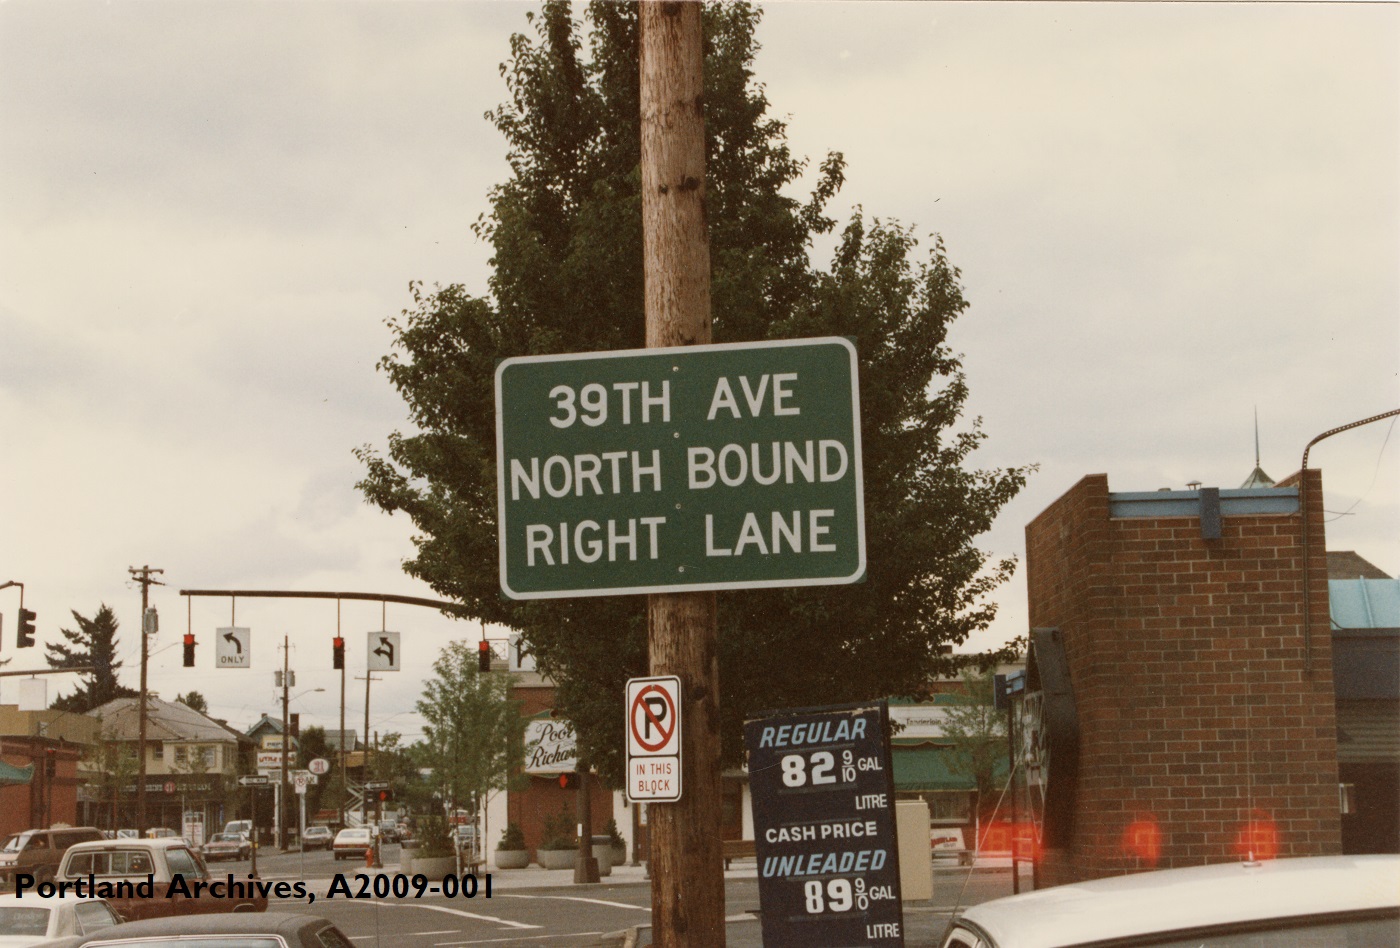 39TH AVE
NORTH BOUND
RIGHT LANE
ONLY
P
IN THIS
BLOCK
Poor
Richar
REGULAR
82 9/10 GAL
LITRE
CASH PRICE
UNLEADED
89 9/10 GAL
LITRE
Portland Archives, A2009-001